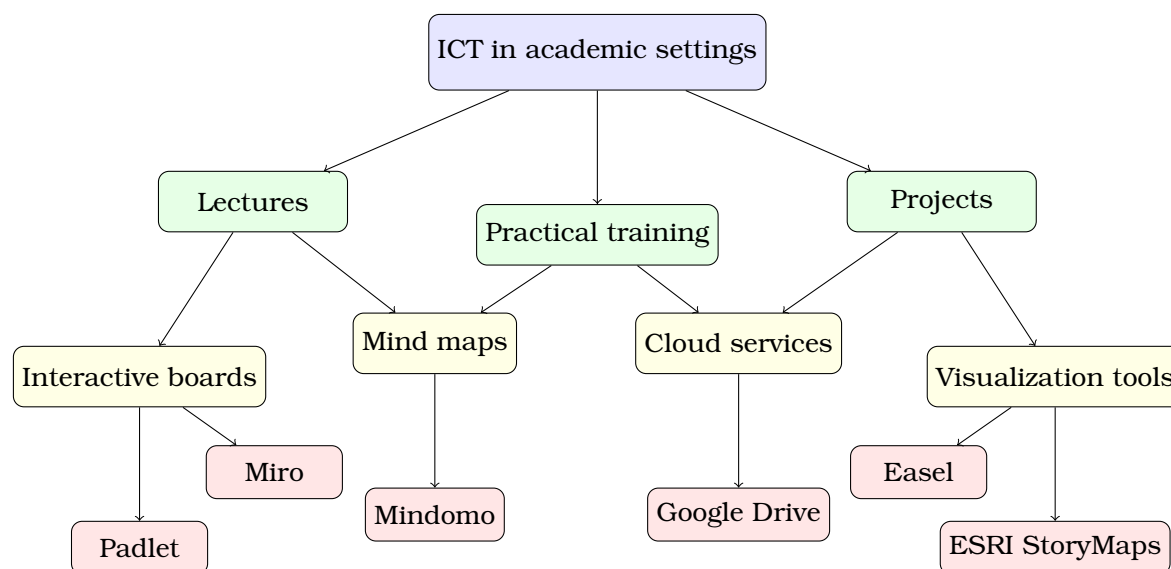 ICT in academic settings
Lectures
Practical training
Projects
Interactive boards
Mind maps
Cloud services
Visualization tools
Miro
Easel
Padlet
Mindomo
Google Drive
ESRI StoryMaps